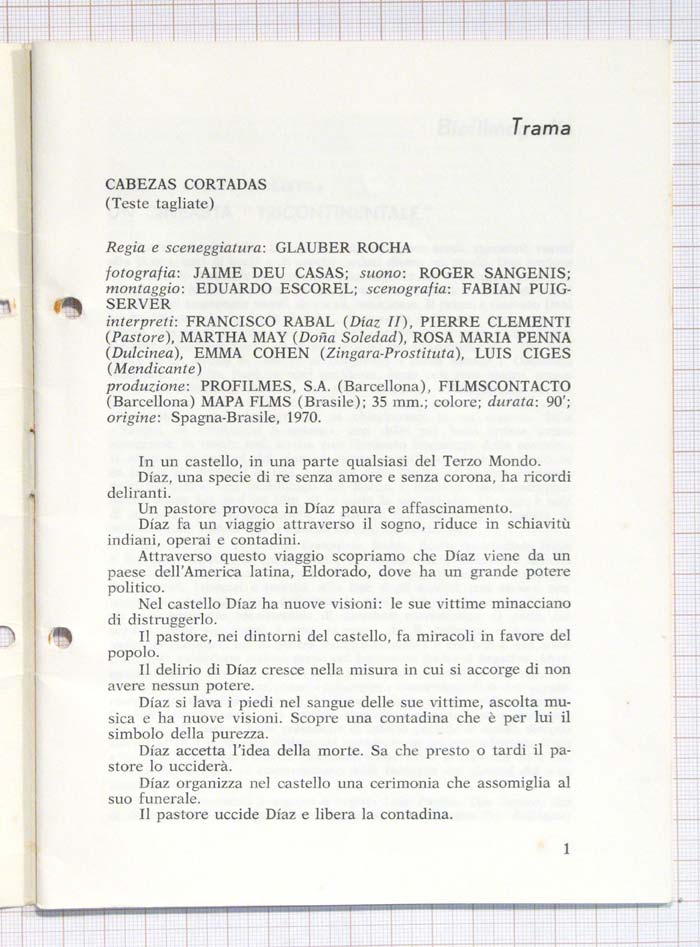 Trama
CABEZAS CORTADAS
(Teste tagliate)
Regia e sceneggiatura: GLAUBER ROCHA
fotografia: JAIME DEU CASAS; suono: ROGER SANGENIS;
montaggio: EDUARDO ESCOREL; scenografia: FABIAN PUIG-
SERVER
interpreti: FRANCISCO RABAL (Díaz II), PIERRE CLEMENTI
(Pastore), MARTHA MAY (Doña Soledad), ROSA MARIA PENNA
(Dulcinea), EMMA COHEN (Zingara-Prostituta), LUIS CIGES
(Mendicante)
produzione: PROFILMES, S.A. (Barcellona), FILMSCONTACTO
(Barcellona) MAPA FLMS (Brasile); 35 mm.; colore; durata: 90';
origine: Spagna-Brasile, 1970.
In un castello, in una parte qualsiasi del Terzo Mondo.
Díaz, una specie di re senza amore e senza corona, ha ricordi
deliranti.
Un pastore provoca in Díaz paura e affascinamento.
Díaz fa un viaggio attraverso il sogno, riduce in schiavitù
indiani, operai e contadini.
Attraverso questo viaggio scopriamo che Díaz viene da un
paese dell'America latina, Eldorado, dove ha un grande potere
politico.
Nel castello Díaz ha nuove visioni: le sue vittime minacciano
di distruggerlo.
Il pastore, nei dintorni del castello, fa miracoli in favore del
popolo.
Il delirio di Díaz cresce nella misura in cui si accorge di non
avere nessun potere.
Díaz si lava i piedi nel sangue delle sue vittime, ascolta mu-
sica e ha nuove visioni. Scopre una contadina che è per lui il
simbolo della purezza.
Díaz accetta l'idea della morte. Sa che presto o tardi il pa-
store lo ucciderà.
Díaz organizza nel castello una cerimonia che assomiglia al
suo funerale.
Il pastore uccide Díaz e libera la contadina.
1